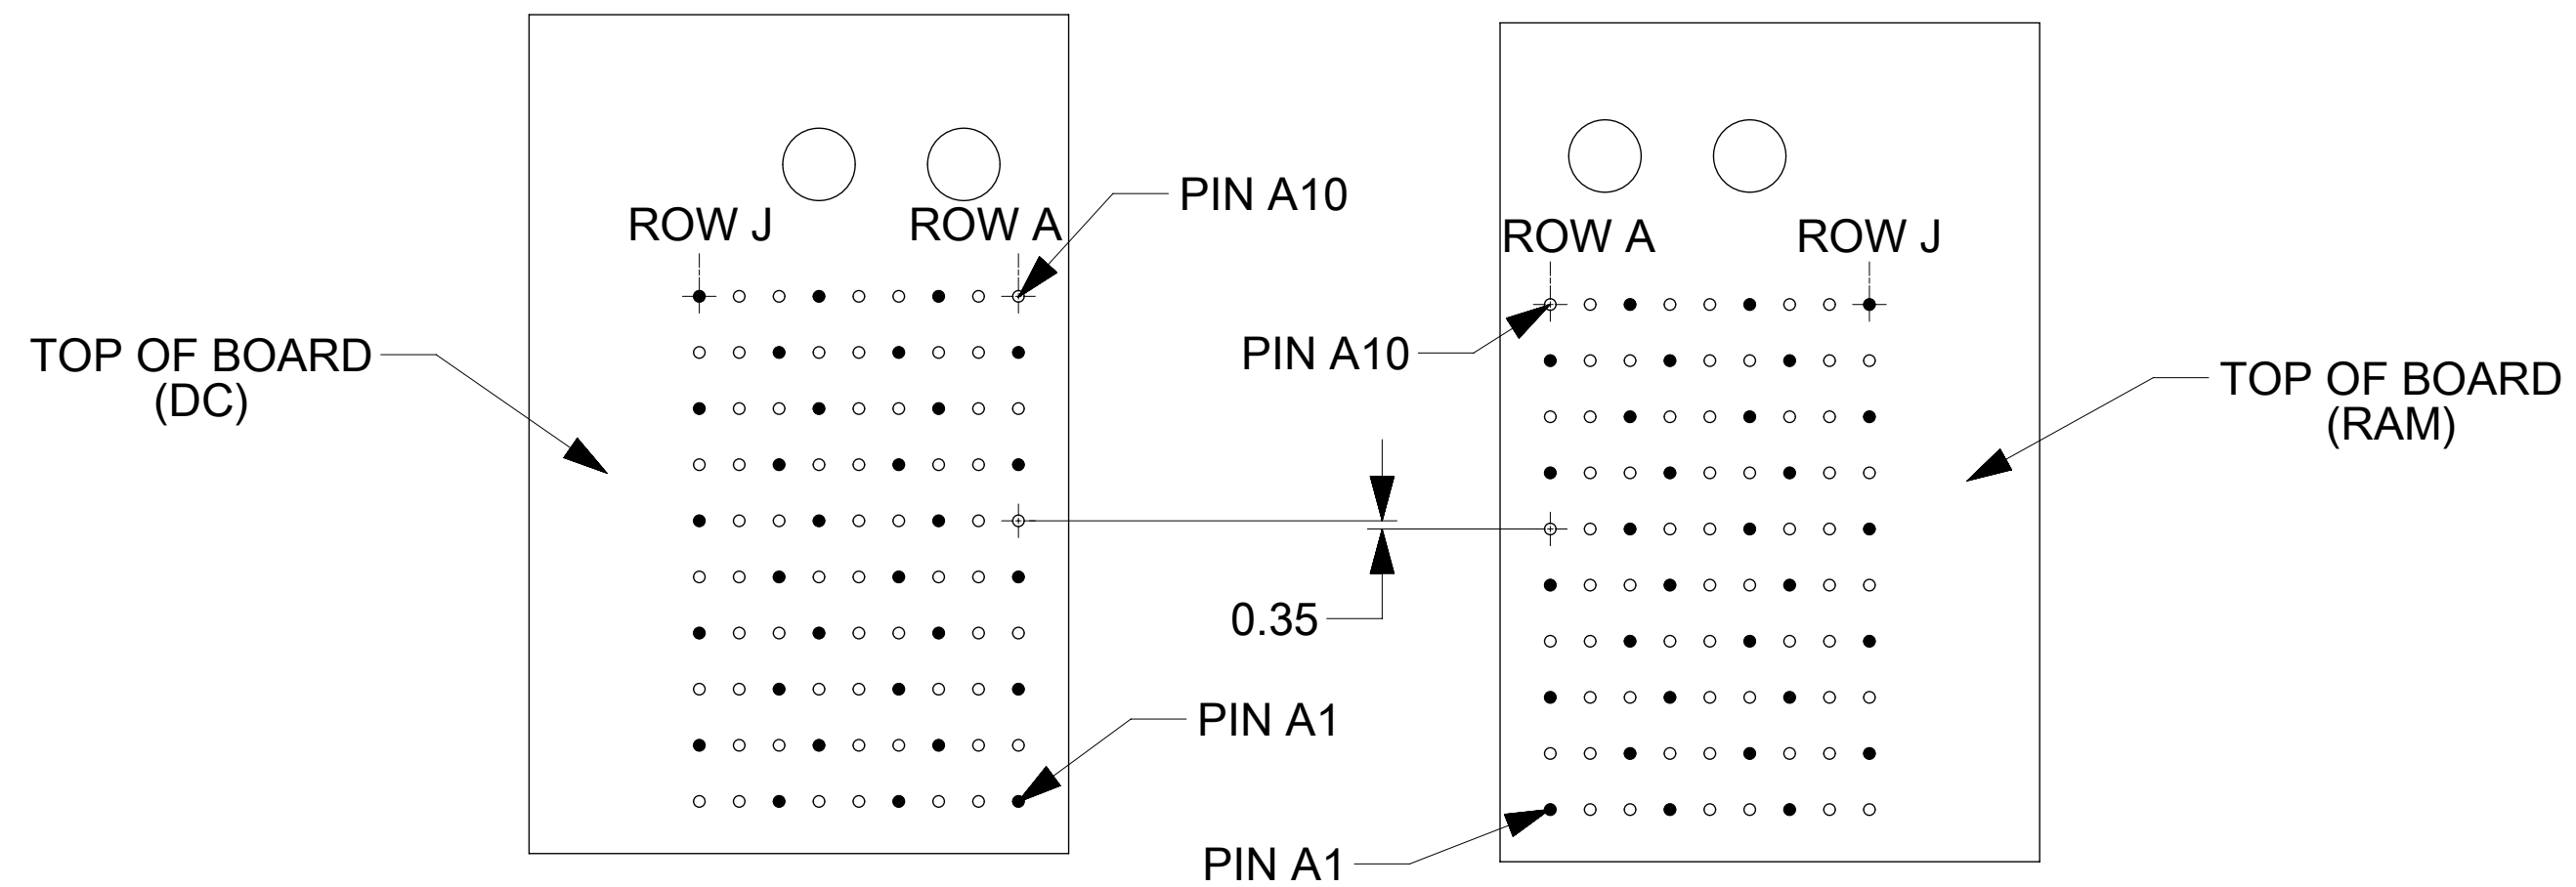 PIN A10
ROW J
ROW A
ROW A
ROW J
TOP OF BOARD
(DC)
PIN A10
TOP OF BOARD
(RAM)
0.35
PIN A1
PIN A1